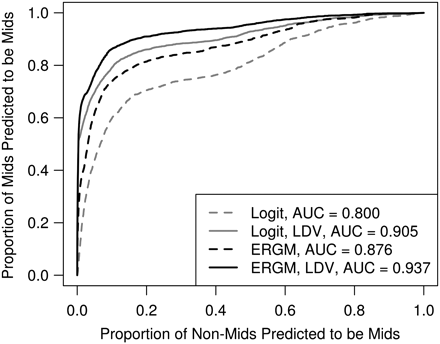 Proportion of Mids Predicted to be Mids
1.0
0.8
0.6
0.4
0.2
0.0
Logit, AUC = 0.800
Logit, LDV, AUC = 0.905
ERGM, AUC = 0.876
ERGM, LDV, AUC = 0.937
0.0 0.2 0.4 0.6 0.8 1.0
Proportion of Non-Mids Predicted to be Mids